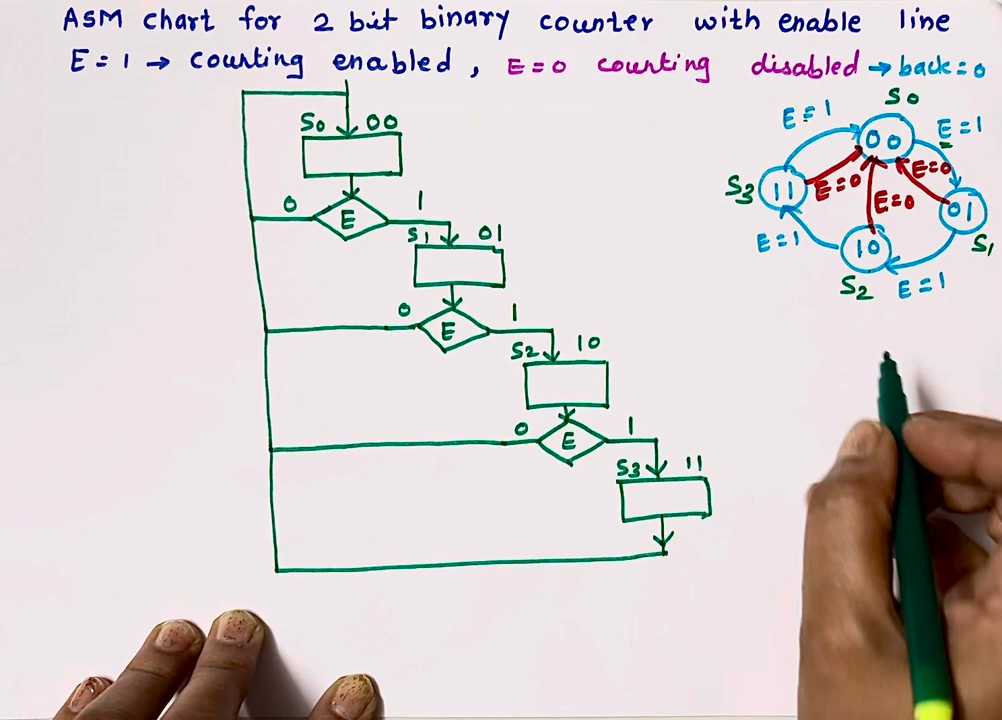 ASM chart for 2 bit binary counter with enable line
E = 1 → counting enabled , E = 0 counting disabled → back = 0
S0 00
0 E 1
S1 01
0 E 1
S2 10
0 E 1
S3 11
S0
00
E = 1
E = 1
S3 11
E = 0
E = 0
E = 0
01
S1
E = 1
10
S2
E = 1